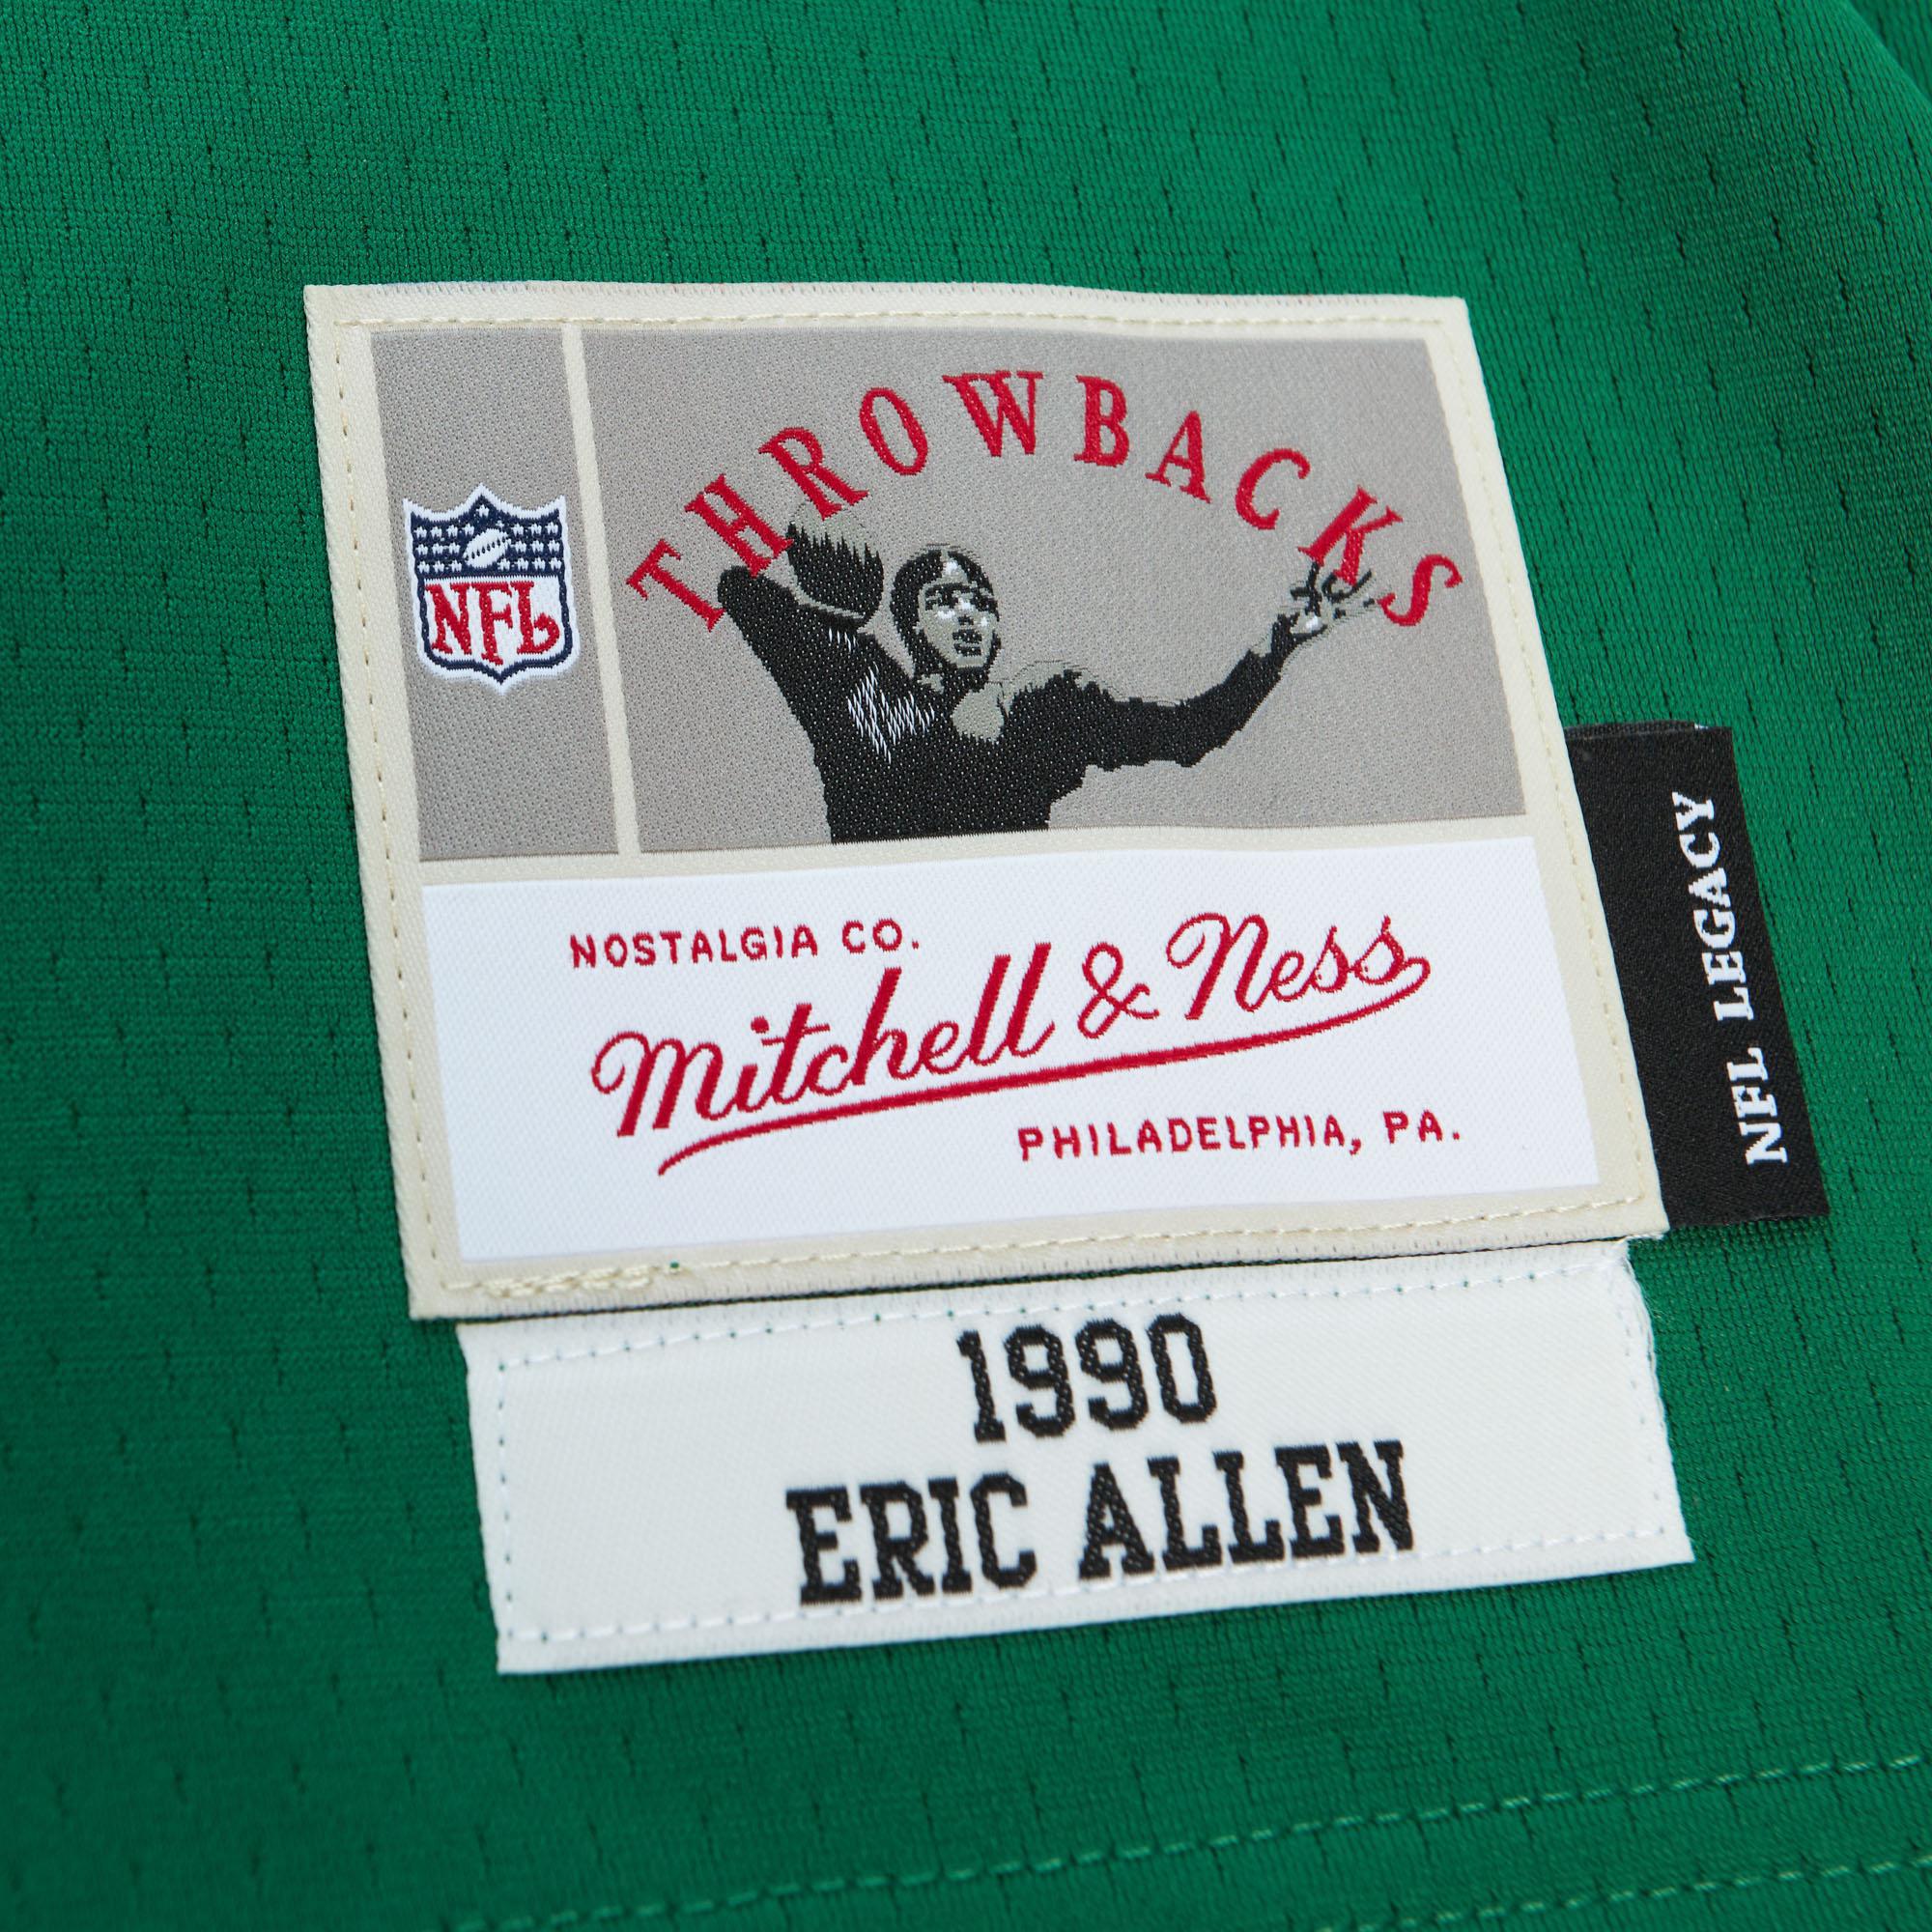 THROWBACKS
NFL
NOSTALGIA CO.
Mitchell & Ness
PHILADELPHIA, PA.
NFL LEGACY
1990
ERIC ALLEN